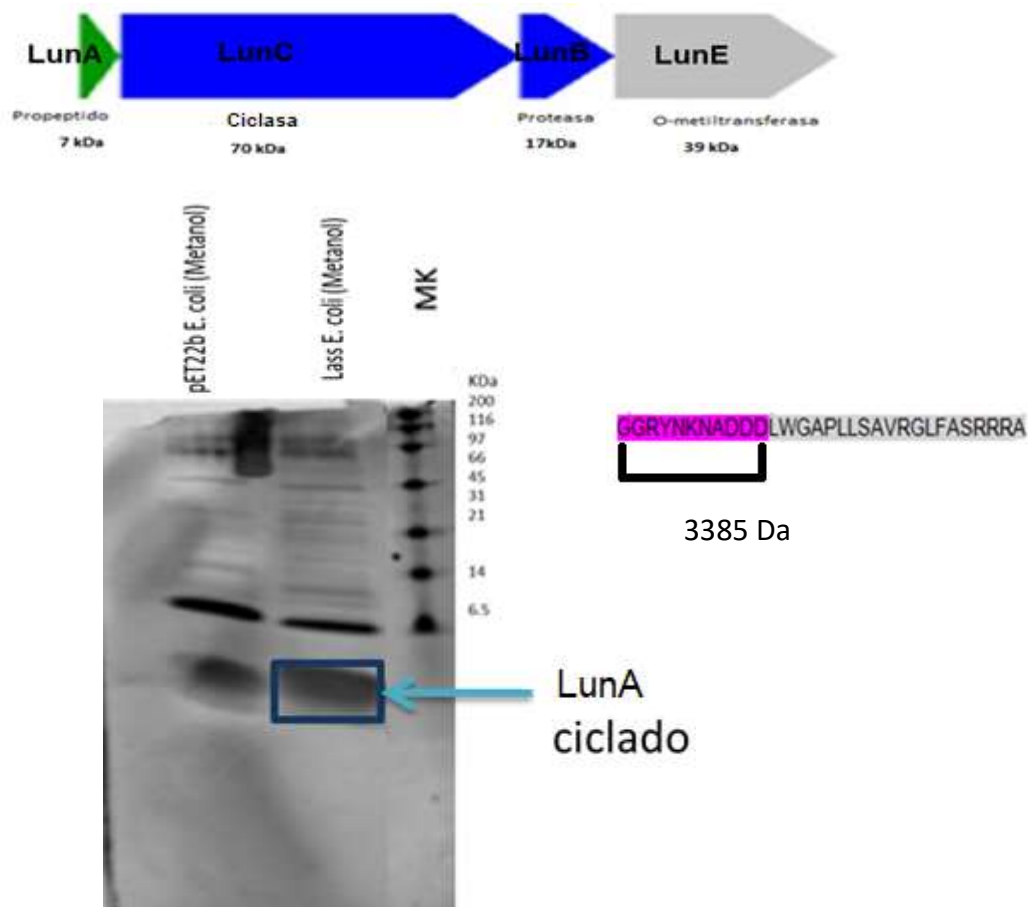 LunA LunC LunB LunE
Propeptido Ciclasa Proteasa O-metiltransferasa
7 kDa 70 kDa 17kDa 39 kDa
pET22b E. coli (Metanol)
Lass E. coli (Metanol)
MK
KDa
200
116
97
66
45
31
21
14
6.5
GGRYNKNADDDLWGAPLLSAVRGLFASRRRA
3385 Da
LunA
ciclado